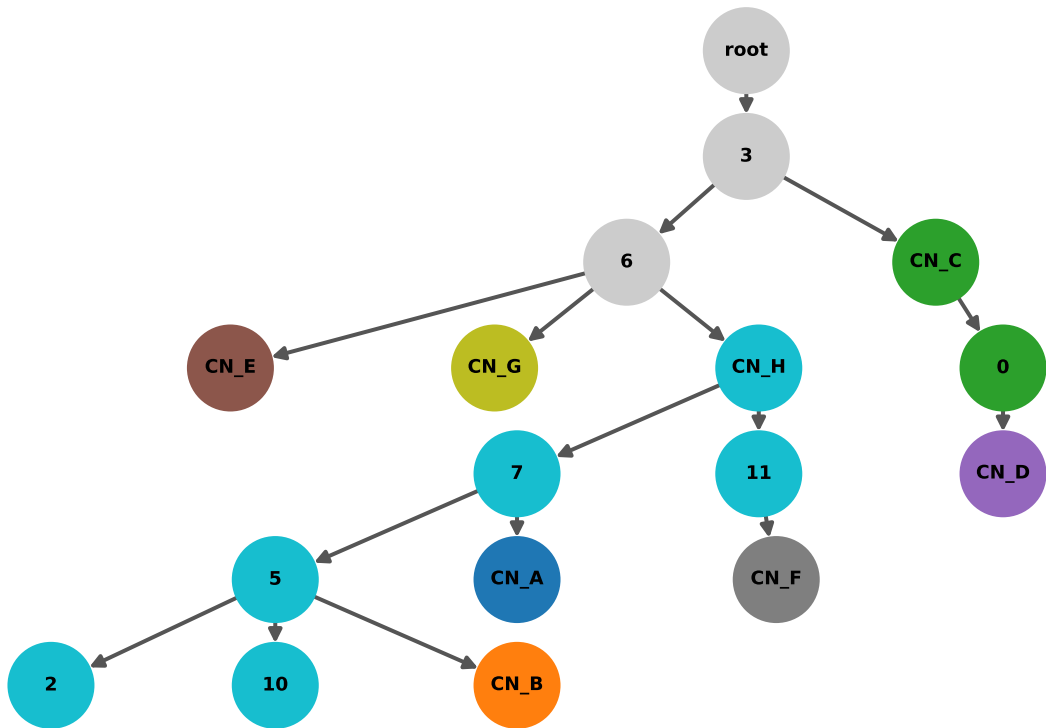 root
3
6
CN_C
CN_E
CN_G
CN_H
0
7
11
CN_D
5
CN_A
CN_F
2
10
CN_B